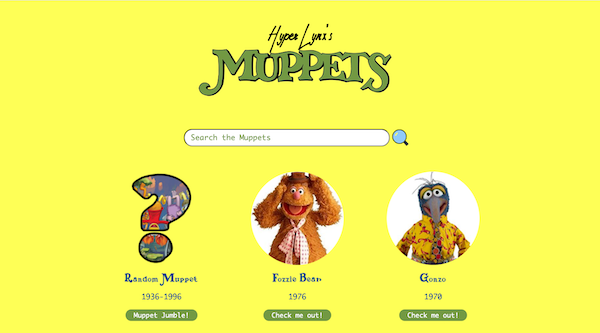 Hyper Lynx's
MUPPETS
Search the Muppets
Random Muppet
Fozzie Bear
Gonzo
1936-1996
1976
1970
Muppet Jumble!
Check me out!
Check me out!